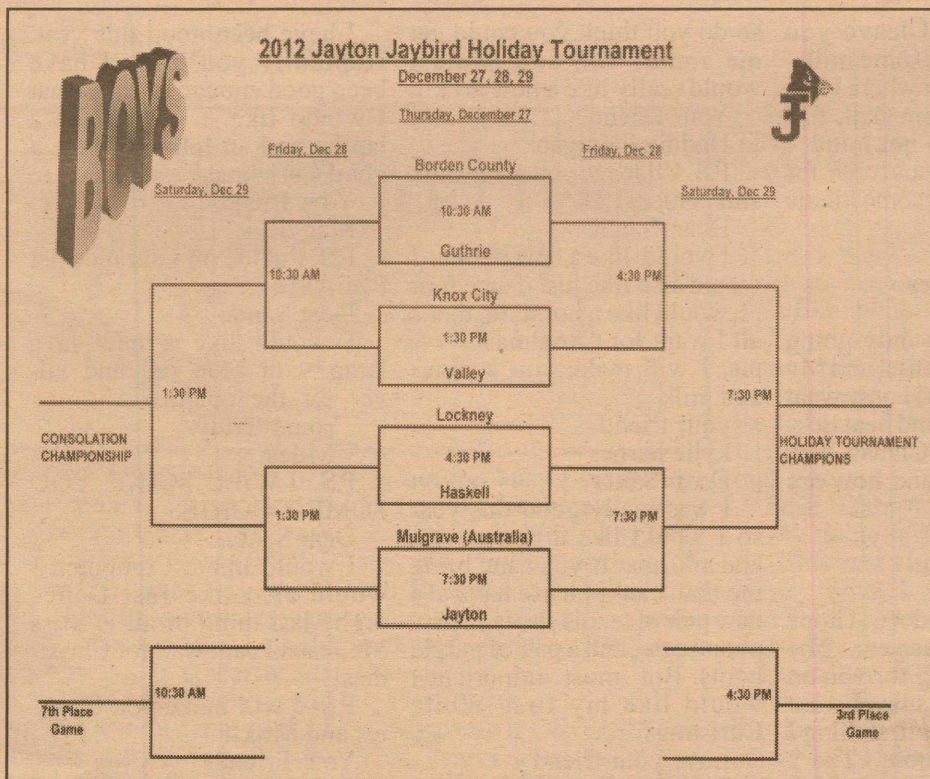 2012 Jayton Jaybird Holiday Tournament
December 27, 28, 29
Thursday, December 27
BOYS
J
Friday, Dec 28
Friday, Dec 28
Saturday, Dec 29
Saturday, Dec 29
Borden County
10:30 AM
Guthrie
10:30 AM
4:30 PM
Knox City
1:30 PM
Valley
1:30 PM
7:30 PM
Lockney
4:30 PM
Haskell
CONSOLATION
CHAMPIONSHIP
HOLIDAY TOURNAMENT
CHAMPIONS
1:30 PM
7:30 PM
Mulgrave (Australia)
7:30 PM
Jayton
10:30 AM
7th Place
Game
4:30 PM
3rd Place
Game